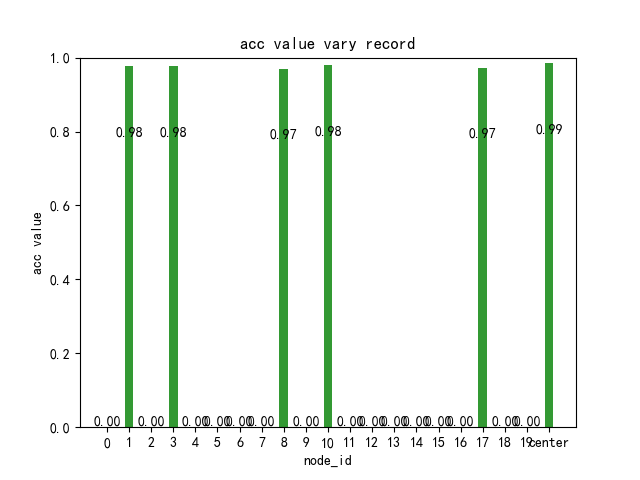 acc value vary record
1.0
0.8
0.6
0.4
0.2
0.0
acc value
0.98 0.98 0.97 0.98 0.97 0.99
0.00 0.00 0.00 0.00 0.00 0.00 0.00 0.00 0.00 0.00 0.00 0.00 0.00 0.00 0.00
0 1 2 3 4 5 6 7 8 9 10 11 12 13 14 15 16 17 18 19 center
node_id